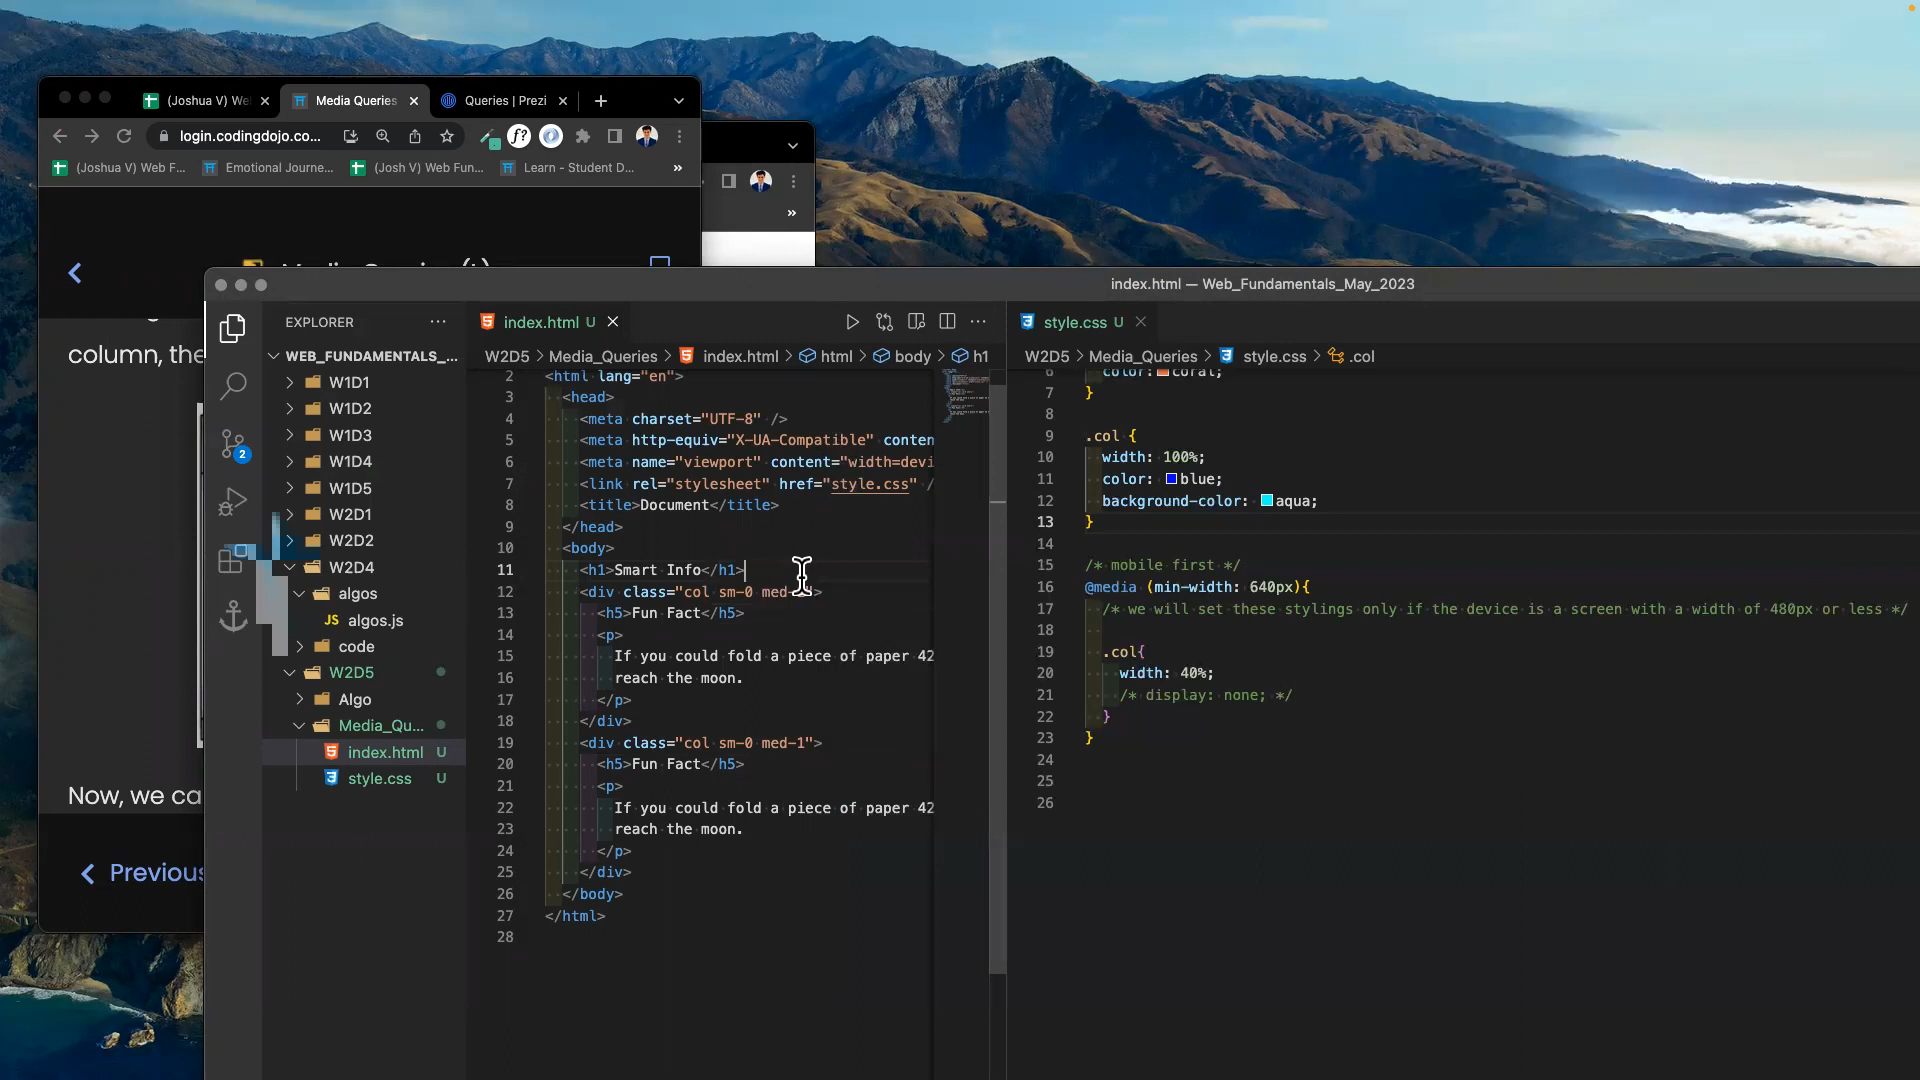 (Joshua V) We
Media Queries
Queries | Prezi
login.codingdojo.co...
f?
(Joshua V) Web F...
Emotional Journe...
(Josh V) Web Fun...
Learn - Student D...
»
»
column, the
Now, we ca
Previous
index.html — Web_Fundamentals_May_2023
EXPLORER
WEB_FUNDAMENTALS_...
W1D1
W1D2
W1D3
W1D4
W1D5
W2D1
W2D2
W2D4
algos
JS algos.js
code
W2D5
Algo
Media_Qu...
index.html U
style.css U
2
index.html U
W2D5 > Media_Queries > index.html > html > body > h1
2 <html lang="en">
3 <head>
4 <meta charset="UTF-8" />
5 <meta http-equiv="X-UA-Compatible" conten
6 <meta name="viewport" content="width=devi
7 <link rel="stylesheet" href="style.css" /
8 <title>Document</title>
9 </head>
10 <body>
11 <h1>Smart Info</h1>
12 <div class="col sm-0 med-
13 <h5>Fun Fact</h5>
14 <p>
15 If you could fold a piece of paper 42
16 reach the moon.
17 </p>
18 </div>
19 <div class="col sm-0 med-1">
20 <h5>Fun Fact</h5>
21 <p>
22 If you could fold a piece of paper 42
23 reach the moon.
24 </p>
25 </div>
26 </body>
27 </html>
28
style.css U
W2D5 > Media_Queries > style.css > .col
6 color: coral;
7 }
8
9 .col {
10 width: 100%;
11 color: blue;
12 background-color: aqua;
13 }
14
15 /* mobile first */
16 @media (min-width: 640px){
17 /* we will set these stylings only if the device is a screen with a width of 480px or less */
18
19 .col{
20 width: 40%;
21 /* display: none; */
22 }
23 }
24
25
26